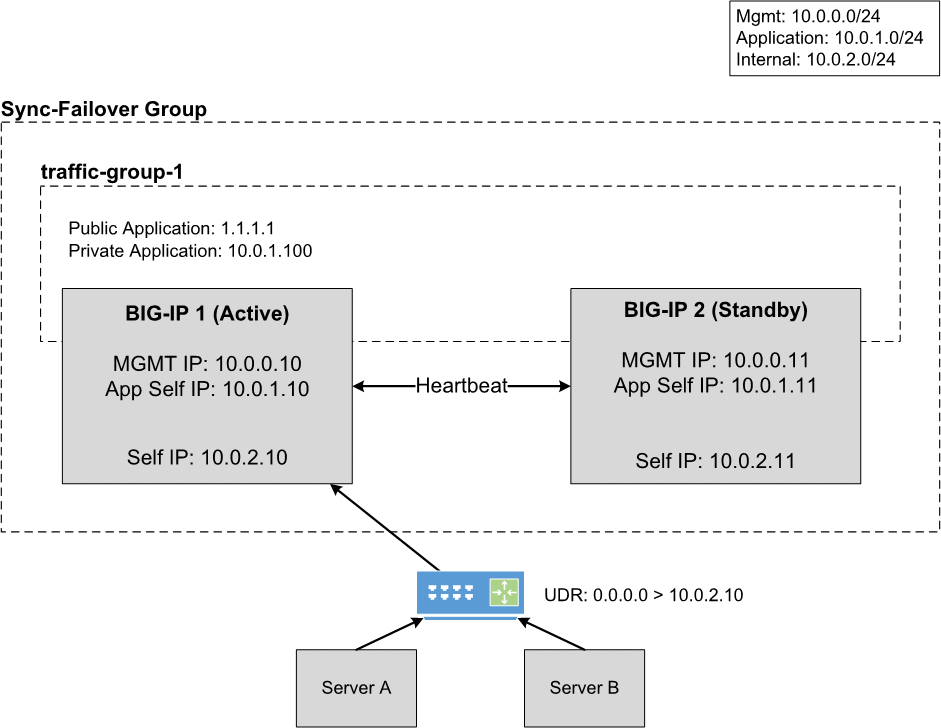 Mgmt: 10.0.0.0/24
Application: 10.0.1.0/24
Internal: 10.0.2.0/24
Sync-Failover Group
traffic-group-1
Public Application: 1.1.1.1
Private Application: 10.0.1.100
BIG-IP 1 (Active)
MGMT IP: 10.0.0.10
App Self IP: 10.0.1.10
Self IP: 10.0.2.10
Heartbeat
BIG-IP 2 (Standby)
MGMT IP: 10.0.0.11
App Self IP: 10.0.1.11
Self IP: 10.0.2.11
UDR: 0.0.0.0 > 10.0.2.10
Server A
Server B